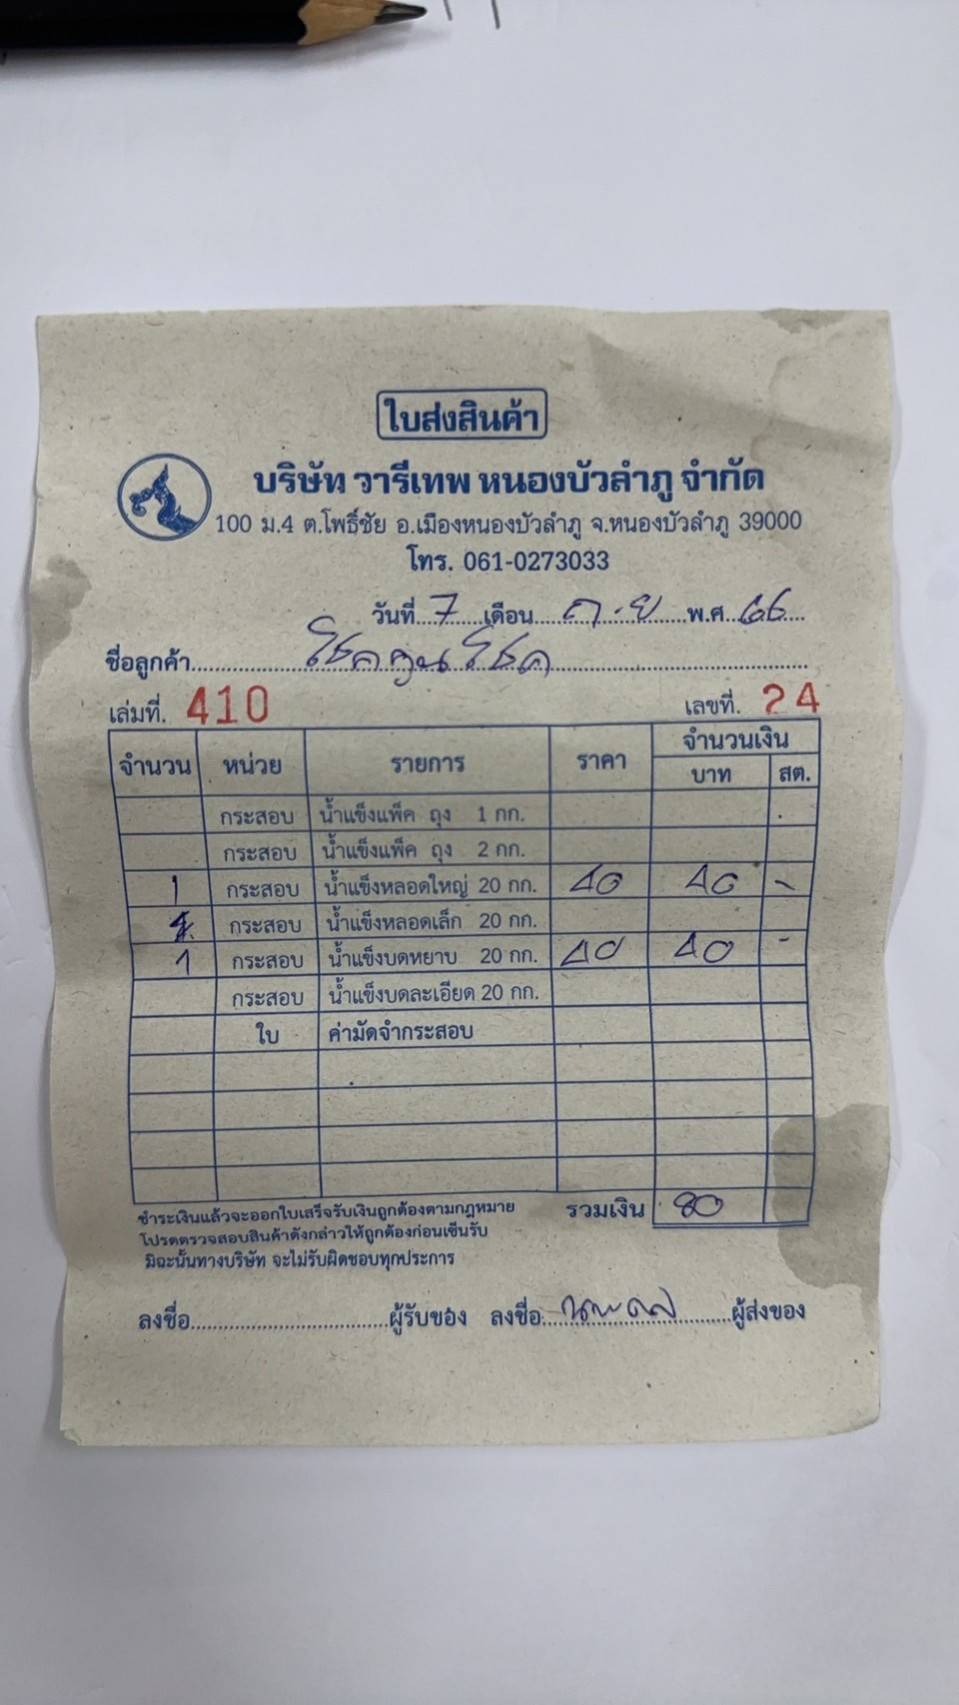 ใบส่งสินค้า
บริษัท วารีเทพ หนองบัวลำภู จำกัด
100 ม.4 ต.โพธิ์ชัย อ.เมืองหนองบัวลำภู จ.หนองบัวลำภู 39000
โทร. 061-0273033
วันที่ 7 เดือน ก.ย พ.ศ. 66
ชื่อลูกค้า โชคคูนโชค
เล่มที่. 410 เลขที่. 24
จำนวน หน่วย รายการ ราคา จำนวนเงิน
บาท สต.
กระสอบ น้ำแข็งแพ็ค ถุง 1 กก.
กระสอบ น้ำแข็งแพ็ค ถุง 2 กก.
1 กระสอบ น้ำแข็งหลอดใหญ่ 20 กก. 40 40 -
กระสอบ น้ำแข็งหลอดเล็ก 20 กก.
1 กระสอบ น้ำแข็งบดหยาบ 20 กก. 40 40 -
กระสอบ น้ำแข็งบดละเอียด 20 กก.
ใบ ค่ามัดจำกระสอบ
รวมเงิน 80
ชำระเงินแล้วจะออกใบเสร็จรับเงินถูกต้องตามกฎหมาย
โปรดตรวจสอบสินค้าดังกล่าวให้ถูกต้องก่อนเซ็นรับ
มิฉะนั้นทางบริษัท จะไม่รับผิดชอบทุกประการ
ลงชื่อ ผู้รับของ ลงชื่อ ผู้ส่งของ